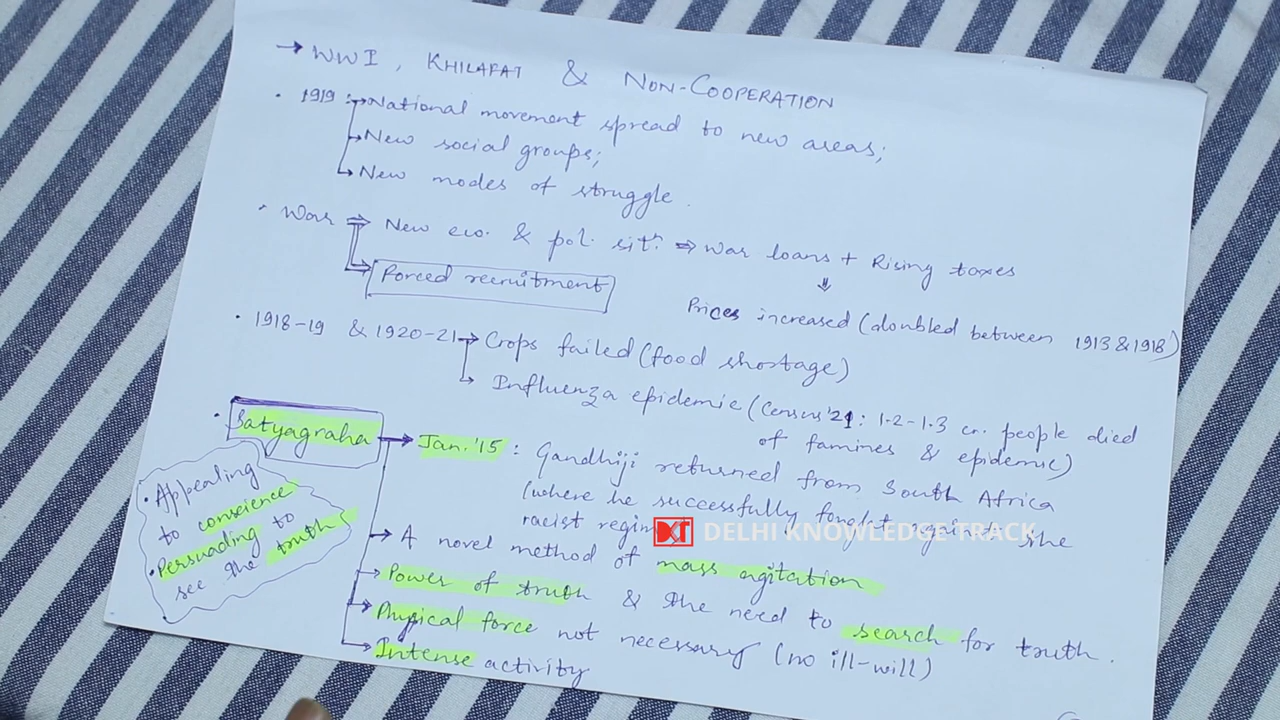 → WWI, KHILAFAT & NON-COOPERATION
• 1919: → National movement spread to new areas;
→ New social groups;
→ New modes of struggle.
• War ⇒ New eco. & pol. sitⁿ. ⇒ War loans + Rising taxes
⇓
Forced recruitment
Prices increased (doubled between 1913 & 1918)
• 1918-19 & 1920-21 → Crops failed (food shortage)
→ Influenza epidemic (Census '21: 1.2-1.3 cr. people died
of famines & epidemic)
• Satyagraha → Jan.'15 : Gandhiji returned from South Africa
(where he successfully fought against the
racist
→ A novel method of mass agitation
→ Power of truth & the need to search for truth.
→ Physical force not necessary (no ill-will)
→ Intense activity
• Appealing
to conscience
• Persuading to
see the truth
DKT DELHI KNOWLEDGE TRACK